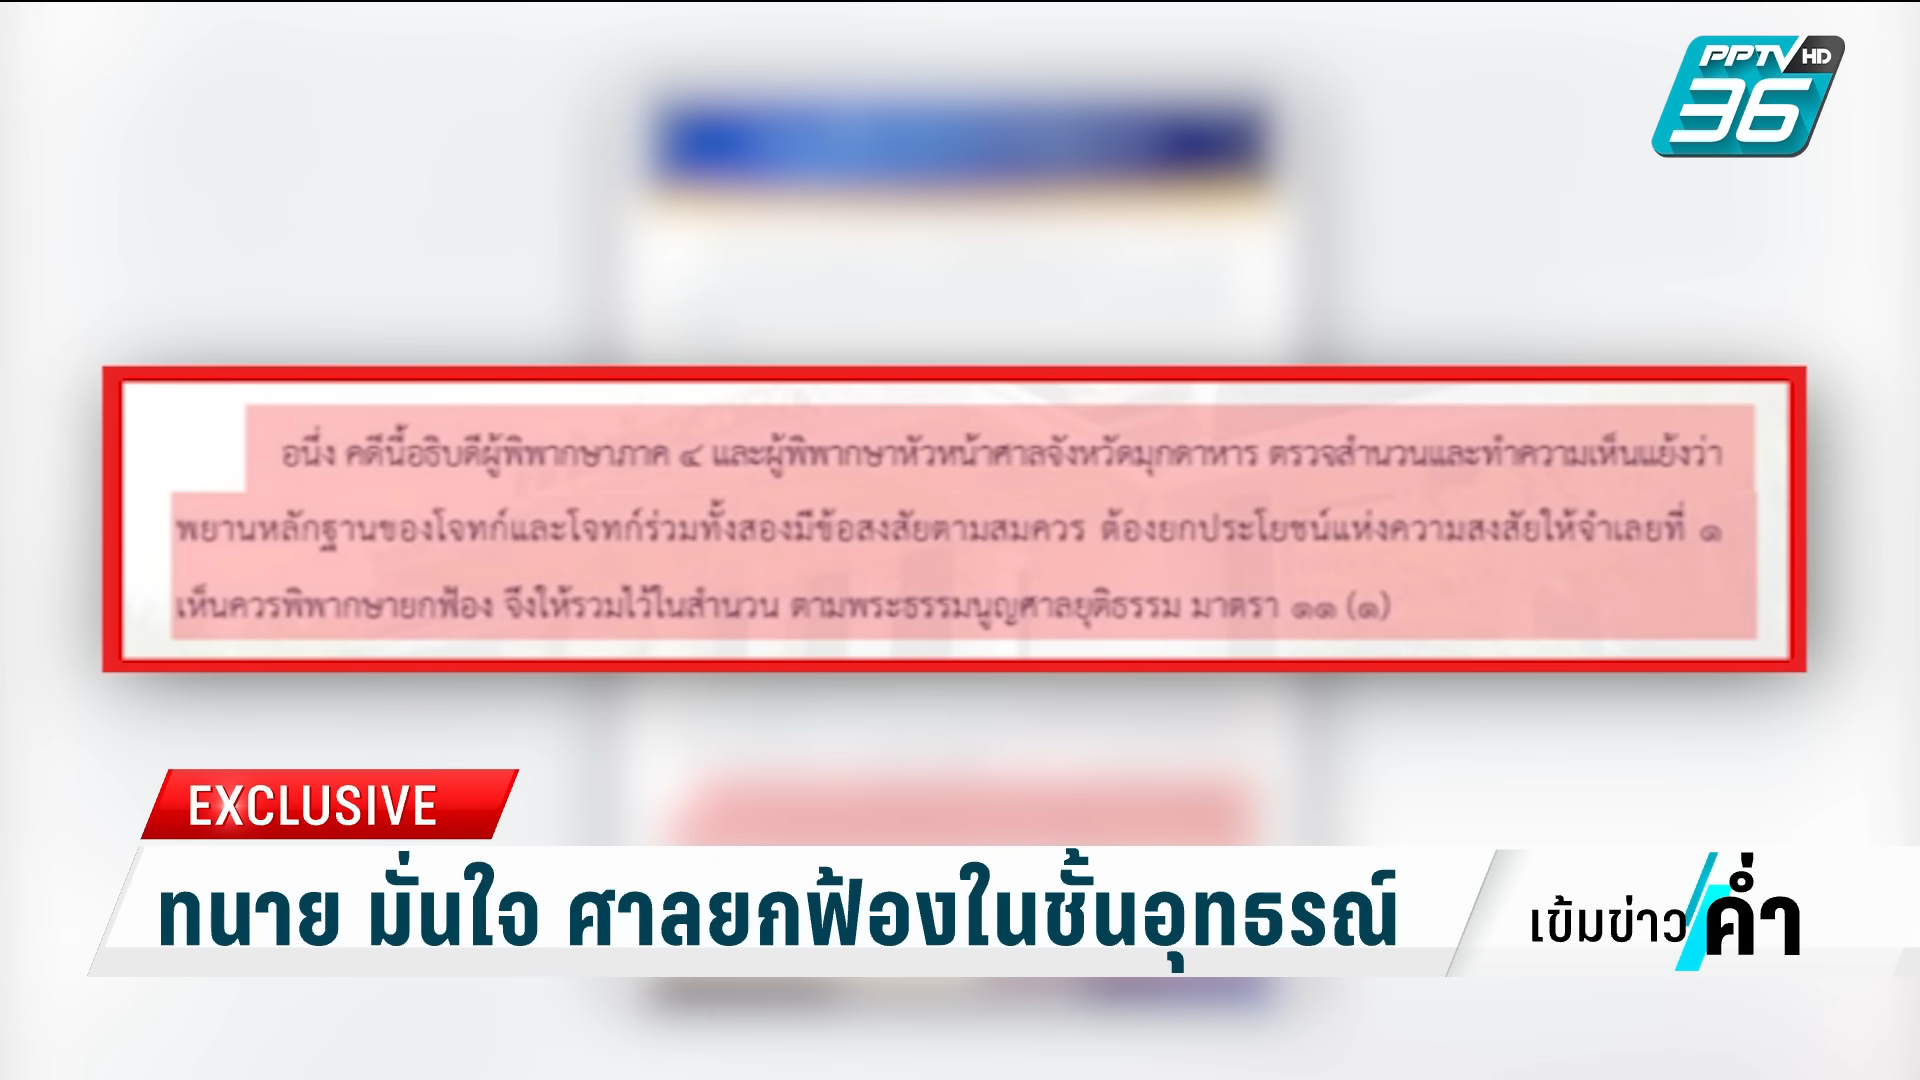 PPTV HD
36
อนึ่ง คดีนี้อธิบดีผู้พิพากษาภาค ๔ และผู้พิพากษาหัวหน้าศาลจังหวัดมุกดาหาร ตรวจสำนวนและทำความเห็นแย้งว่า
พยานหลักฐานของโจทก์และโจทก์ร่วมทั้งสองมีข้อสงสัยตามสมควร ต้องยกประโยชน์แห่งความสงสัยให้จำเลยที่ ๑
เห็นควรพิพากษายกฟ้อง จึงให้รวมไว้ในสำนวน ตามพระธรรมนูญศาลยุติธรรม มาตรา ๑๑ (๑)
EXCLUSIVE
ทนาย มั่นใจ ศาลยกฟ้องในชั้นอุทธรณ์
เข้มข่าวค่ำ